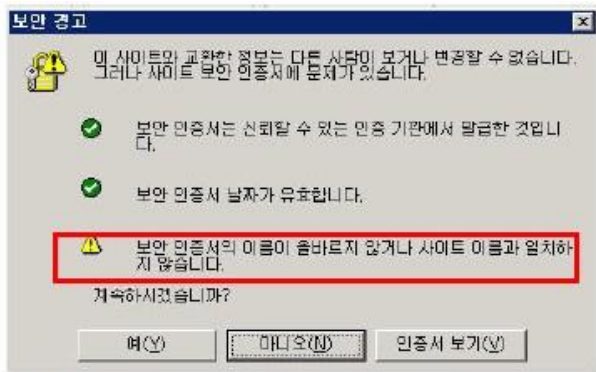 보안 경고
이 사이트와 교환한 정보는 다른 사람이 보거나 변경할 수 없습니다.
그러나 사이트 보안 인증서에 문제가 있습니다.
보안 인증서는 신뢰할 수 있는 인증 기관에서 발급한 것입니
다.
보안 인증서 날짜가 유효합니다.
보안 인증서의 이름이 올바르지 않거나 사이트 이름과 일치하
지 않습니다.
계속하시겠습니까?
예(Y) 아니오(N) 인증서 보기(V)